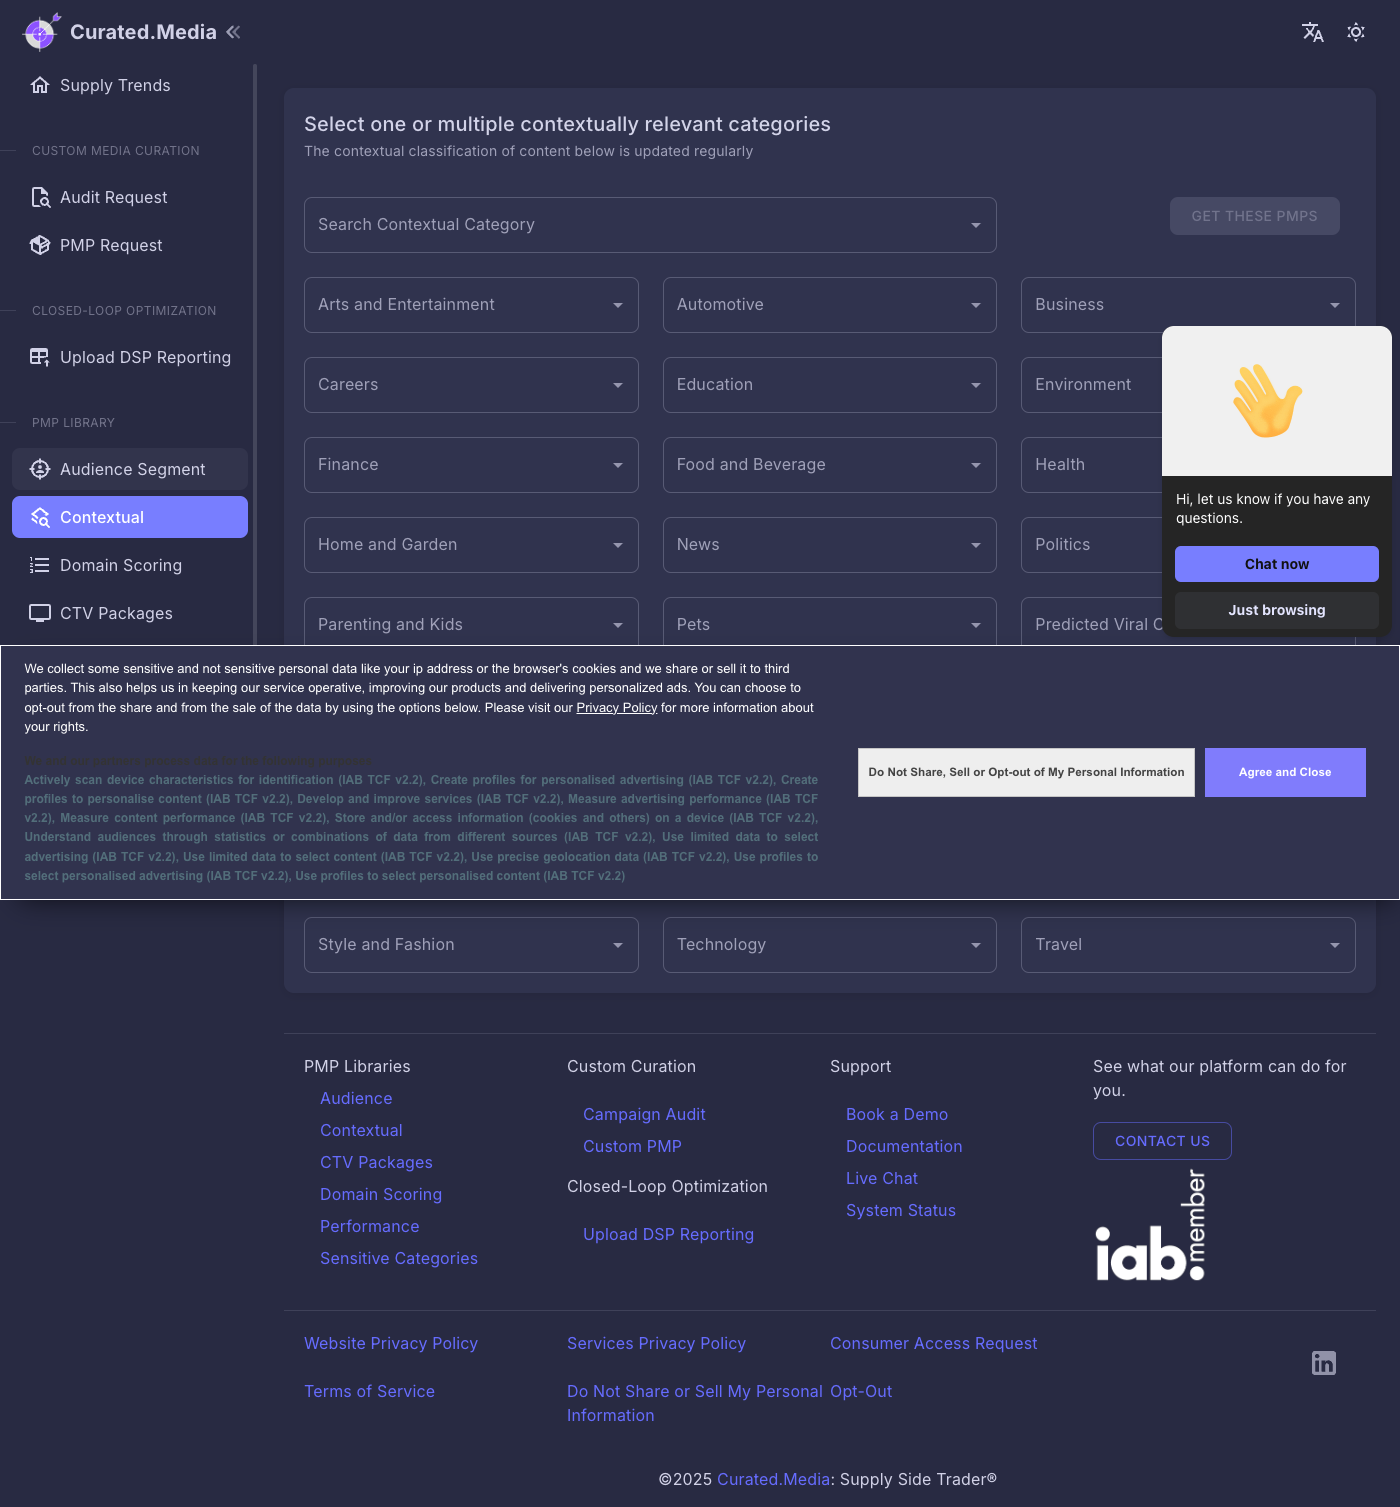 Curated.Media
Supply Trends
CUSTOM MEDIA CURATION
Audit Request
PMP Request
CLOSED-LOOP OPTIMIZATION
Upload DSP Reporting
PMP LIBRARY
Audience Segment
Contextual
Domain Scoring
CTV Packages
Select one or multiple contextually relevant categories
The contextual classification of content below is updated regularly
Search Contextual Category
GET THESE PMPS
Arts and Entertainment
Automotive
Business
Careers
Education
Environment
Finance
Food and Beverage
Health
Home and Garden
News
Politics
Parenting and Kids
Pets
Predicted Viral
Hi, let us know if you have any
questions.
Chat now
Just browsing
We collect some sensitive and not sensitive personal data like your ip address or the browser's cookies and we share or sell it to third
parties. This also helps us in keeping our service operative, improving our products and delivering personalized ads. You can choose to
opt-out from the share and from the sale of the data by using the options below. Please visit our Privacy Policy for more information about
your rights.
Actively scan device characteristics for identification (IAB TCF v2.2), Create profiles for personalised advertising (IAB TCF v2.2), Create
profiles to personalise content (IAB TCF v2.2), Develop and improve services (IAB TCF v2.2), Measure advertising performance (IAB TCF
v2.2), Measure content performance (IAB TCF v2.2), Store and/or access information (cookies and others) on a device (IAB TCF v2.2),
Understand audiences through statistics or combinations of data from different sources (IAB TCF v2.2), Use limited data to select
advertising (IAB TCF v2.2), Use limited data to select content (IAB TCF v2.2), Use precise geolocation data (IAB TCF v2.2), Use profiles to
select personalised advertising (IAB TCF v2.2), Use profiles to select personalised content (IAB TCF v2.2)
Do Not Share, Sell or Opt-out of My Personal Information
Agree and Close
Style and Fashion
Technology
Travel
PMP Libraries
Audience
Contextual
CTV Packages
Domain Scoring
Performance
Sensitive Categories
Custom Curation
Campaign Audit
Custom PMP
Closed-Loop Optimization
Upload DSP Reporting
Support
Book a Demo
Documentation
Live Chat
System Status
See what our platform can do for
you.
CONTACT US
iab. member
Website Privacy Policy
Services Privacy Policy
Consumer Access Request
Terms of Service
Do Not Share or Sell My Personal
Information
Opt-Out
in
©2025 Curated.Media: Supply Side Trader®